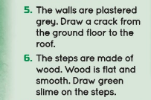 5. The walls are plastered
grey. Draw a crack from
the ground floor to the
roof.
6. The steps are made of
wood. Wood is flat and
smooth. Draw green
slime on the steps.